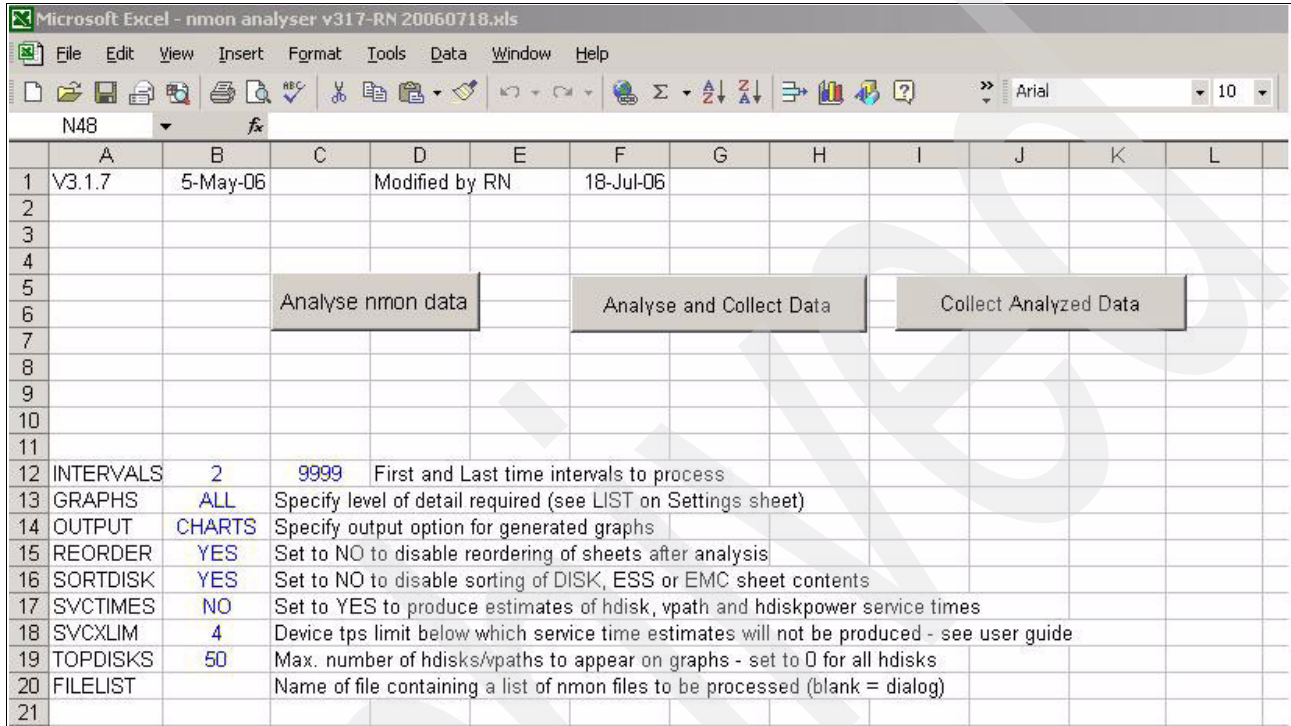 Microsoft Excel - nmon analyser v317-RN 20060718.xls
File Edit View Insert Format Tools Data Window Help
ABC Σ A Z Z A ? » Arial 10
N48 fx
A B C D E F G H I J K L
1 V3.1.7 5-May-06 Modified by RN 18-Jul-06
2
3
4
5
Analyse nmon data Analyse and Collect Data Collect Analyzed Data
6
7
8
9
10
11
12 INTERVALS 2 9999 First and Last time intervals to process
13 GRAPHS ALL Specify level of detail required (see LIST on Settings sheet)
14 OUTPUT CHARTS Specify output option for generated graphs
15 REORDER YES Set to NO to disable reordering of sheets after analysis
16 SORTDISK YES Set to NO to disable sorting of DISK, ESS or EMC sheet contents
17 SVCTIMES NO Set to YES to produce estimates of hdisk, vpath and hdiskpower service times
18 SVCXLIM 4 Device tps limit below which service time estimates will not be produced - see user guide
19 TOPDISKS 50 Max. number of hdisks/vpaths to appear on graphs - set to 0 for all hdisks
20 FILELIST Name of file containing a list of nmon files to be processed (blank = dialog)
21